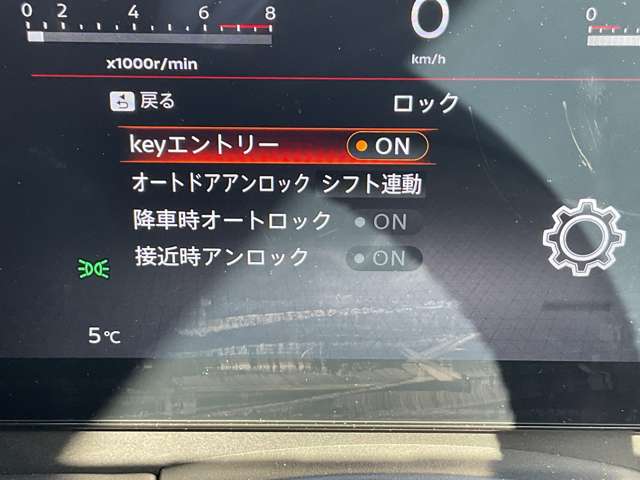 0 2 4 6 8
x1000r/min
0
km/h
0
戻る
ロック
keyエントリー ON
オートドアアンロック シフト連動
降車時オートロック ON
接近時アンロック ON
5℃